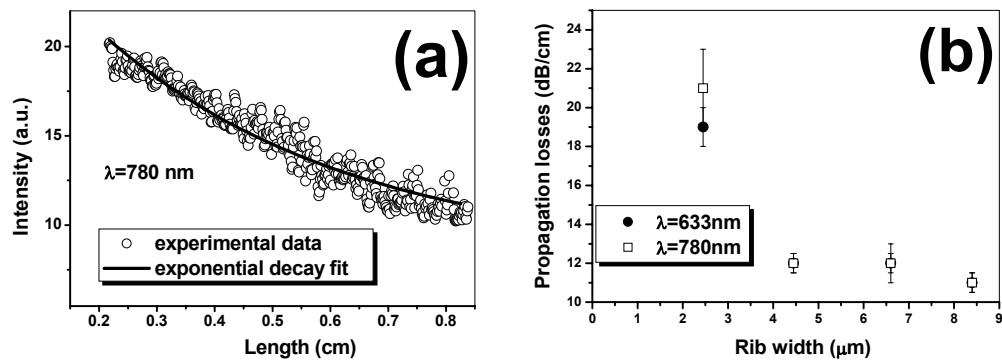 (a)
Intensity (a.u.)
20
15
10
λ=780 nm
experimental data
exponential decay fit
0.2 0.3 0.4 0.5 0.6 0.7 0.8
Length (cm)
(b)
Propagation losses (dB/cm)
24
22
20
18
16
14
12
10
λ=633nm
λ=780nm
0 1 2 3 4 5 6 7 8 9
Rib width (μm)